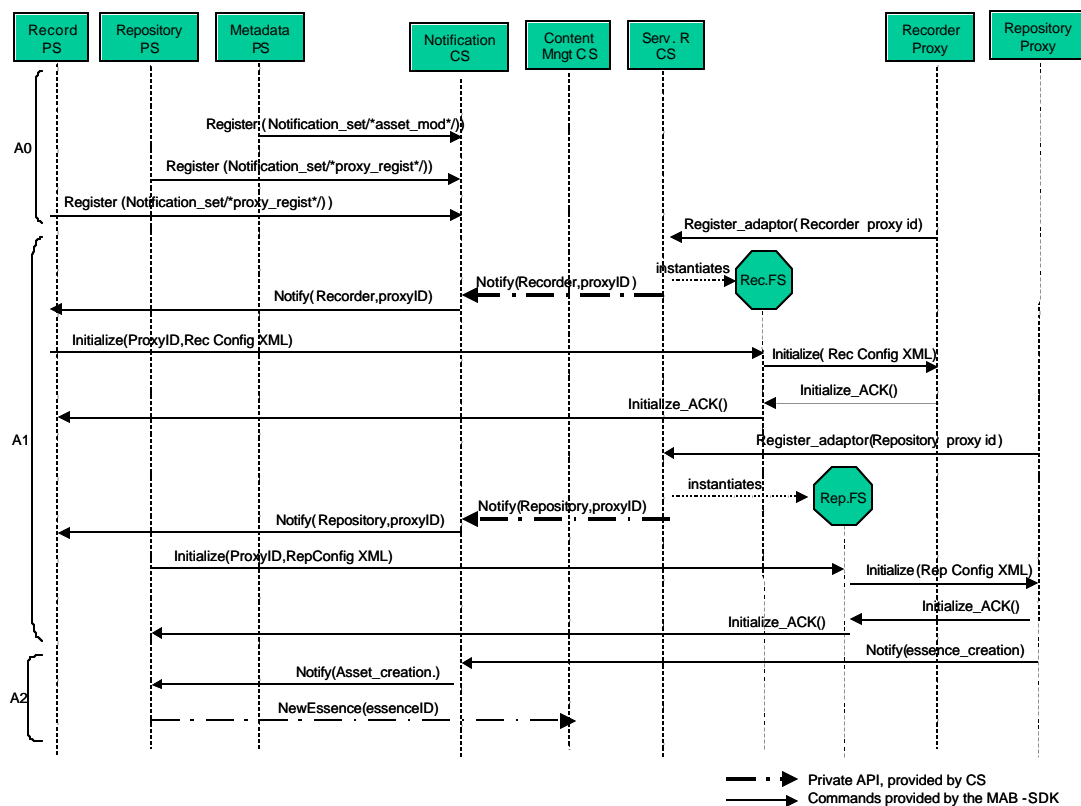 Record
PS
Repository
PS
Metadata
PS
Notification
CS
Content
Mngt CS
Serv. R
CS
Recorder
Proxy
Repository
Proxy
A0
Register (Notification_set/*asset_mod*/))
Register (Notification_set/*proxy_regist*/))
Register (Notification_set/*proxy_regist*/))
Register_adaptor( Recorder proxy id)
A1
instantiates
Rec.FS
Notify(Recorder,proxyID)
Notify(Recorder,proxyID)
Initialize(ProxyID,Rec Config XML)
Initialize( Rec Config XML)
Initialize_ACK()
Initialize_ACK()
Register_adaptor(Repository proxy id)
instantiates
Rep.FS
Notify(Repository,proxyID)
Notify( Repository,proxyID)
Initialize(ProxyID,RepConfig XML)
Initialize (Rep Config XML)
Initialize_ACK()
Initialize_ACK()
A2
Notify(essence_creation)
Notify(Asset_creation.)
NewEssence(essenceID)
Private API, provided by CS
Commands provided by the MAB -SDK